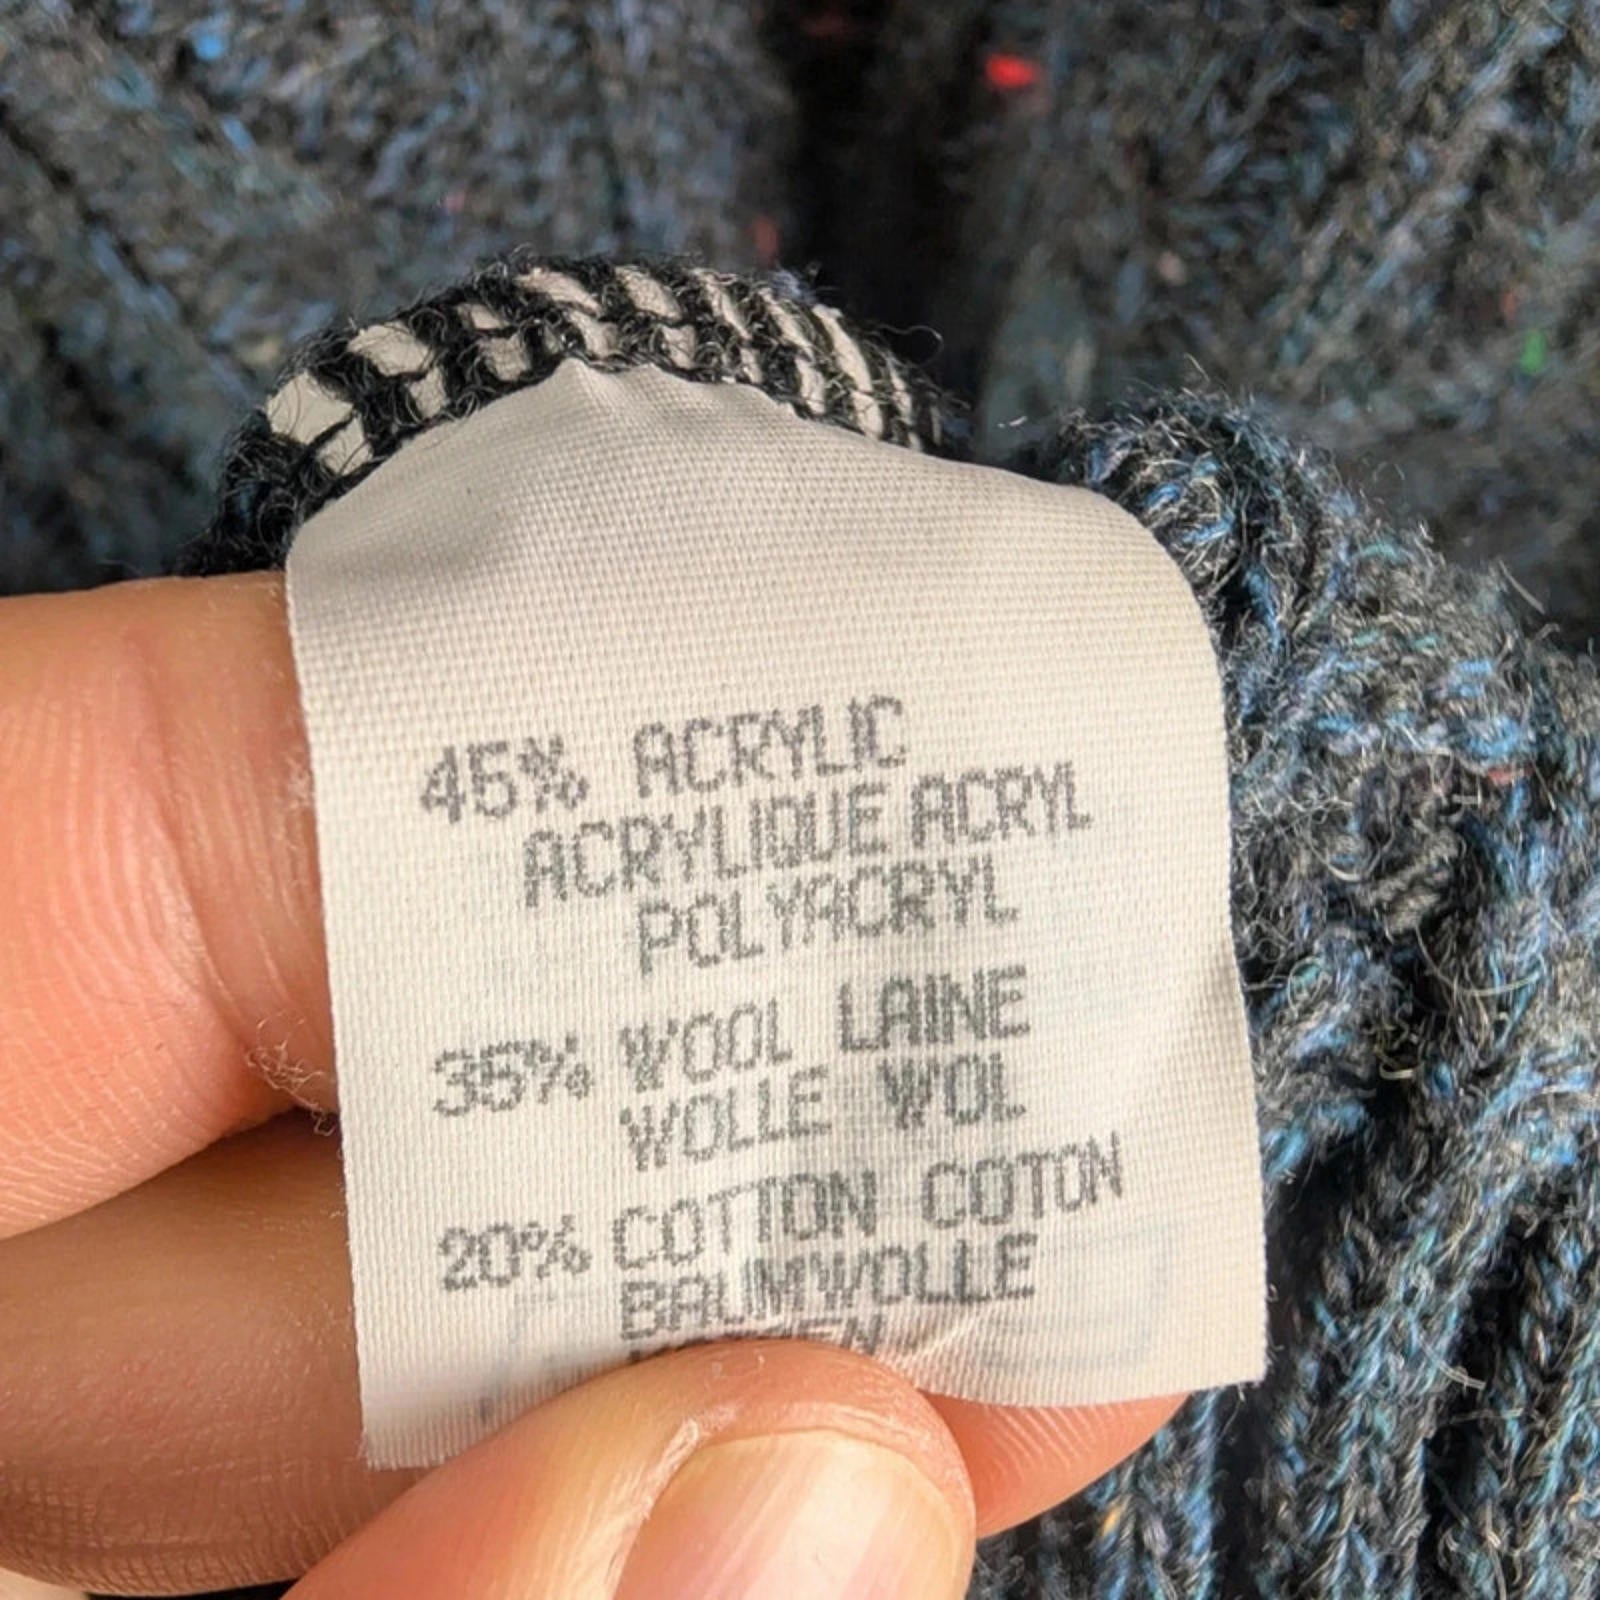 45% ACRYLIC
ACRYLIQUE ACRYL
POLYACRYL
35% WOOL LAINE
WOLLE WOL
20% COTTON COTON
BAUMWOLLE